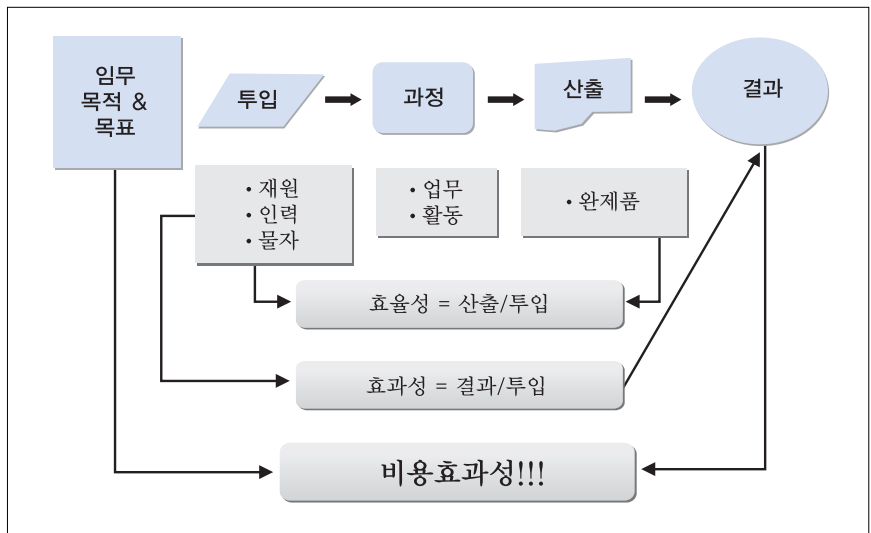 임무
목적 &
목표
투입
과정
산출
결과
• 재원
• 인력
• 물자
• 업무
• 활동
• 완제품
효율성 = 산출/투입
효과성 = 결과/투입
비용효과성!!!